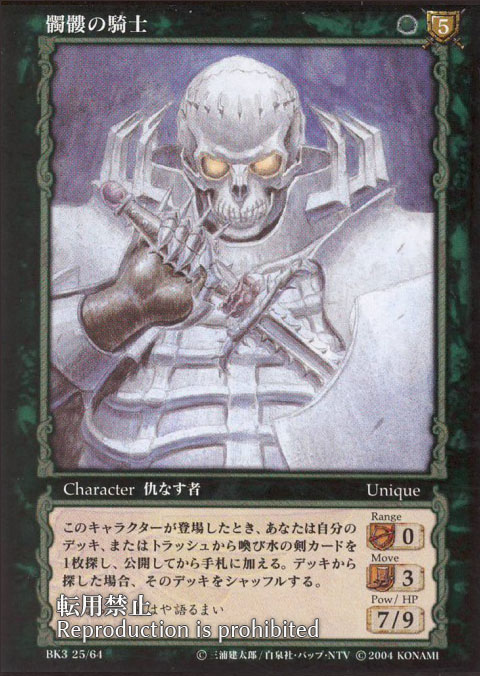 髑髏の騎士
5
Character 仇なす者
Unique
このキャラクターが登場したとき、あなたは自分の
デッキ、またはトラッシュから喚び水の剣カードを
1枚探し、公開してから手札に加える。デッキから
探した場合、そのデッキをシャッフルする。
Range
0
Move
3
Pow/ HP
7/9
はや語るまい
転用禁止
Reproduction is prohibited
BK3 25/64
© 三浦建太郎/白泉社・バップ・NTV © 2004 KONAMI